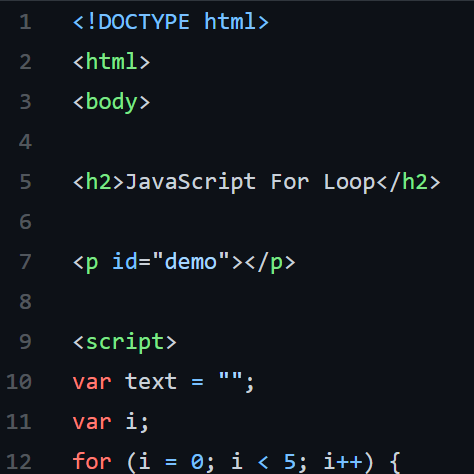 1 <!DOCTYPE html>
2 <html>
3 <body>
4
5 <h2>JavaScript For Loop</h2>
6
7 <p id="demo"></p>
8
9 <script>
10 var text = "";
11 var i;
12 for (i = 0; i < 5; i++) {